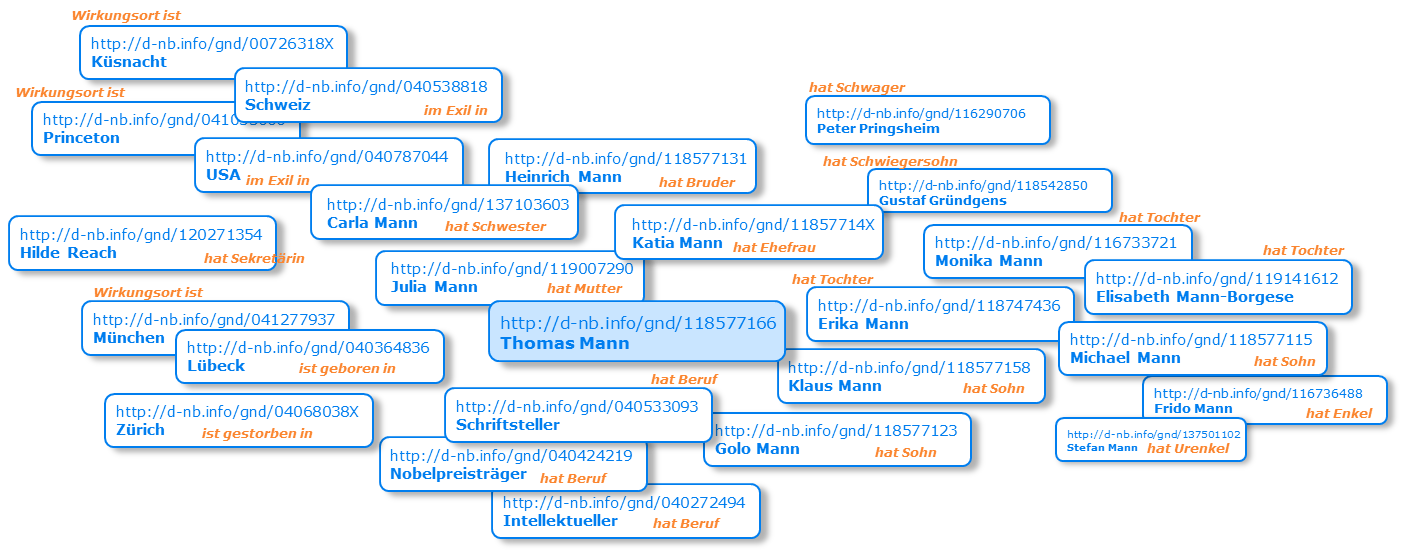 Wirkungsort ist
http://d-nb.info/gnd/00726318X
Küsnacht
http://d-nb.info/gnd/040538818
Schweiz
im Exil in
Wirkungsort ist
Princeton
http://d-nb.info/gnd/040787044
USA
im Exil in
http://d-nb.info/gnd/118577131
Heinrich Mann
hat Bruder
http://d-nb.info/gnd/137103603
Carla Mann
hat Schwester
hat Schwager
http://d-nb.info/gnd/116290706
Peter Pringsheim
hat Schwiegersohn
http://d-nb.info/gnd/118542850
Gustaf Gründgens
http://d-nb.info/gnd/11857714X
Katia Mann
hat Ehefrau
http://d-nb.info/gnd/120271354
Hilde Reach
hat Sekretärin
http://d-nb.info/gnd/119007290
Julia Mann
hat Mutter
hat Tochter
http://d-nb.info/gnd/116733721
Monika Mann
hat Tochter
http://d-nb.info/gnd/119141612
Elisabeth Mann-Borgese
hat Tochter
http://d-nb.info/gnd/118747436
Erika Mann
Wirkungsort ist
http://d-nb.info/gnd/041277937
München
http://d-nb.info/gnd/040364836
Lübeck
ist geboren in
http://d-nb.info/gnd/118577166
Thomas Mann
http://d-nb.info/gnd/118577115
Michael Mann
hat Sohn
http://d-nb.info/gnd/118577158
Klaus Mann
hat Sohn
http://d-nb.info/gnd/116736488
Frido Mann
hat Enkel
http://d-nb.info/gnd/137501102
Stefan Mann
hat Urenkel
http://d-nb.info/gnd/04068038X
Zürich
ist gestorben in
hat Beruf
http://d-nb.info/gnd/040533093
Schriftsteller
http://d-nb.info/gnd/118577123
Golo Mann
hat Sohn
http://d-nb.info/gnd/040424219
Nobelpreisträger
hat Beruf
http://d-nb.info/gnd/040272494
Intellektueller
hat Beruf